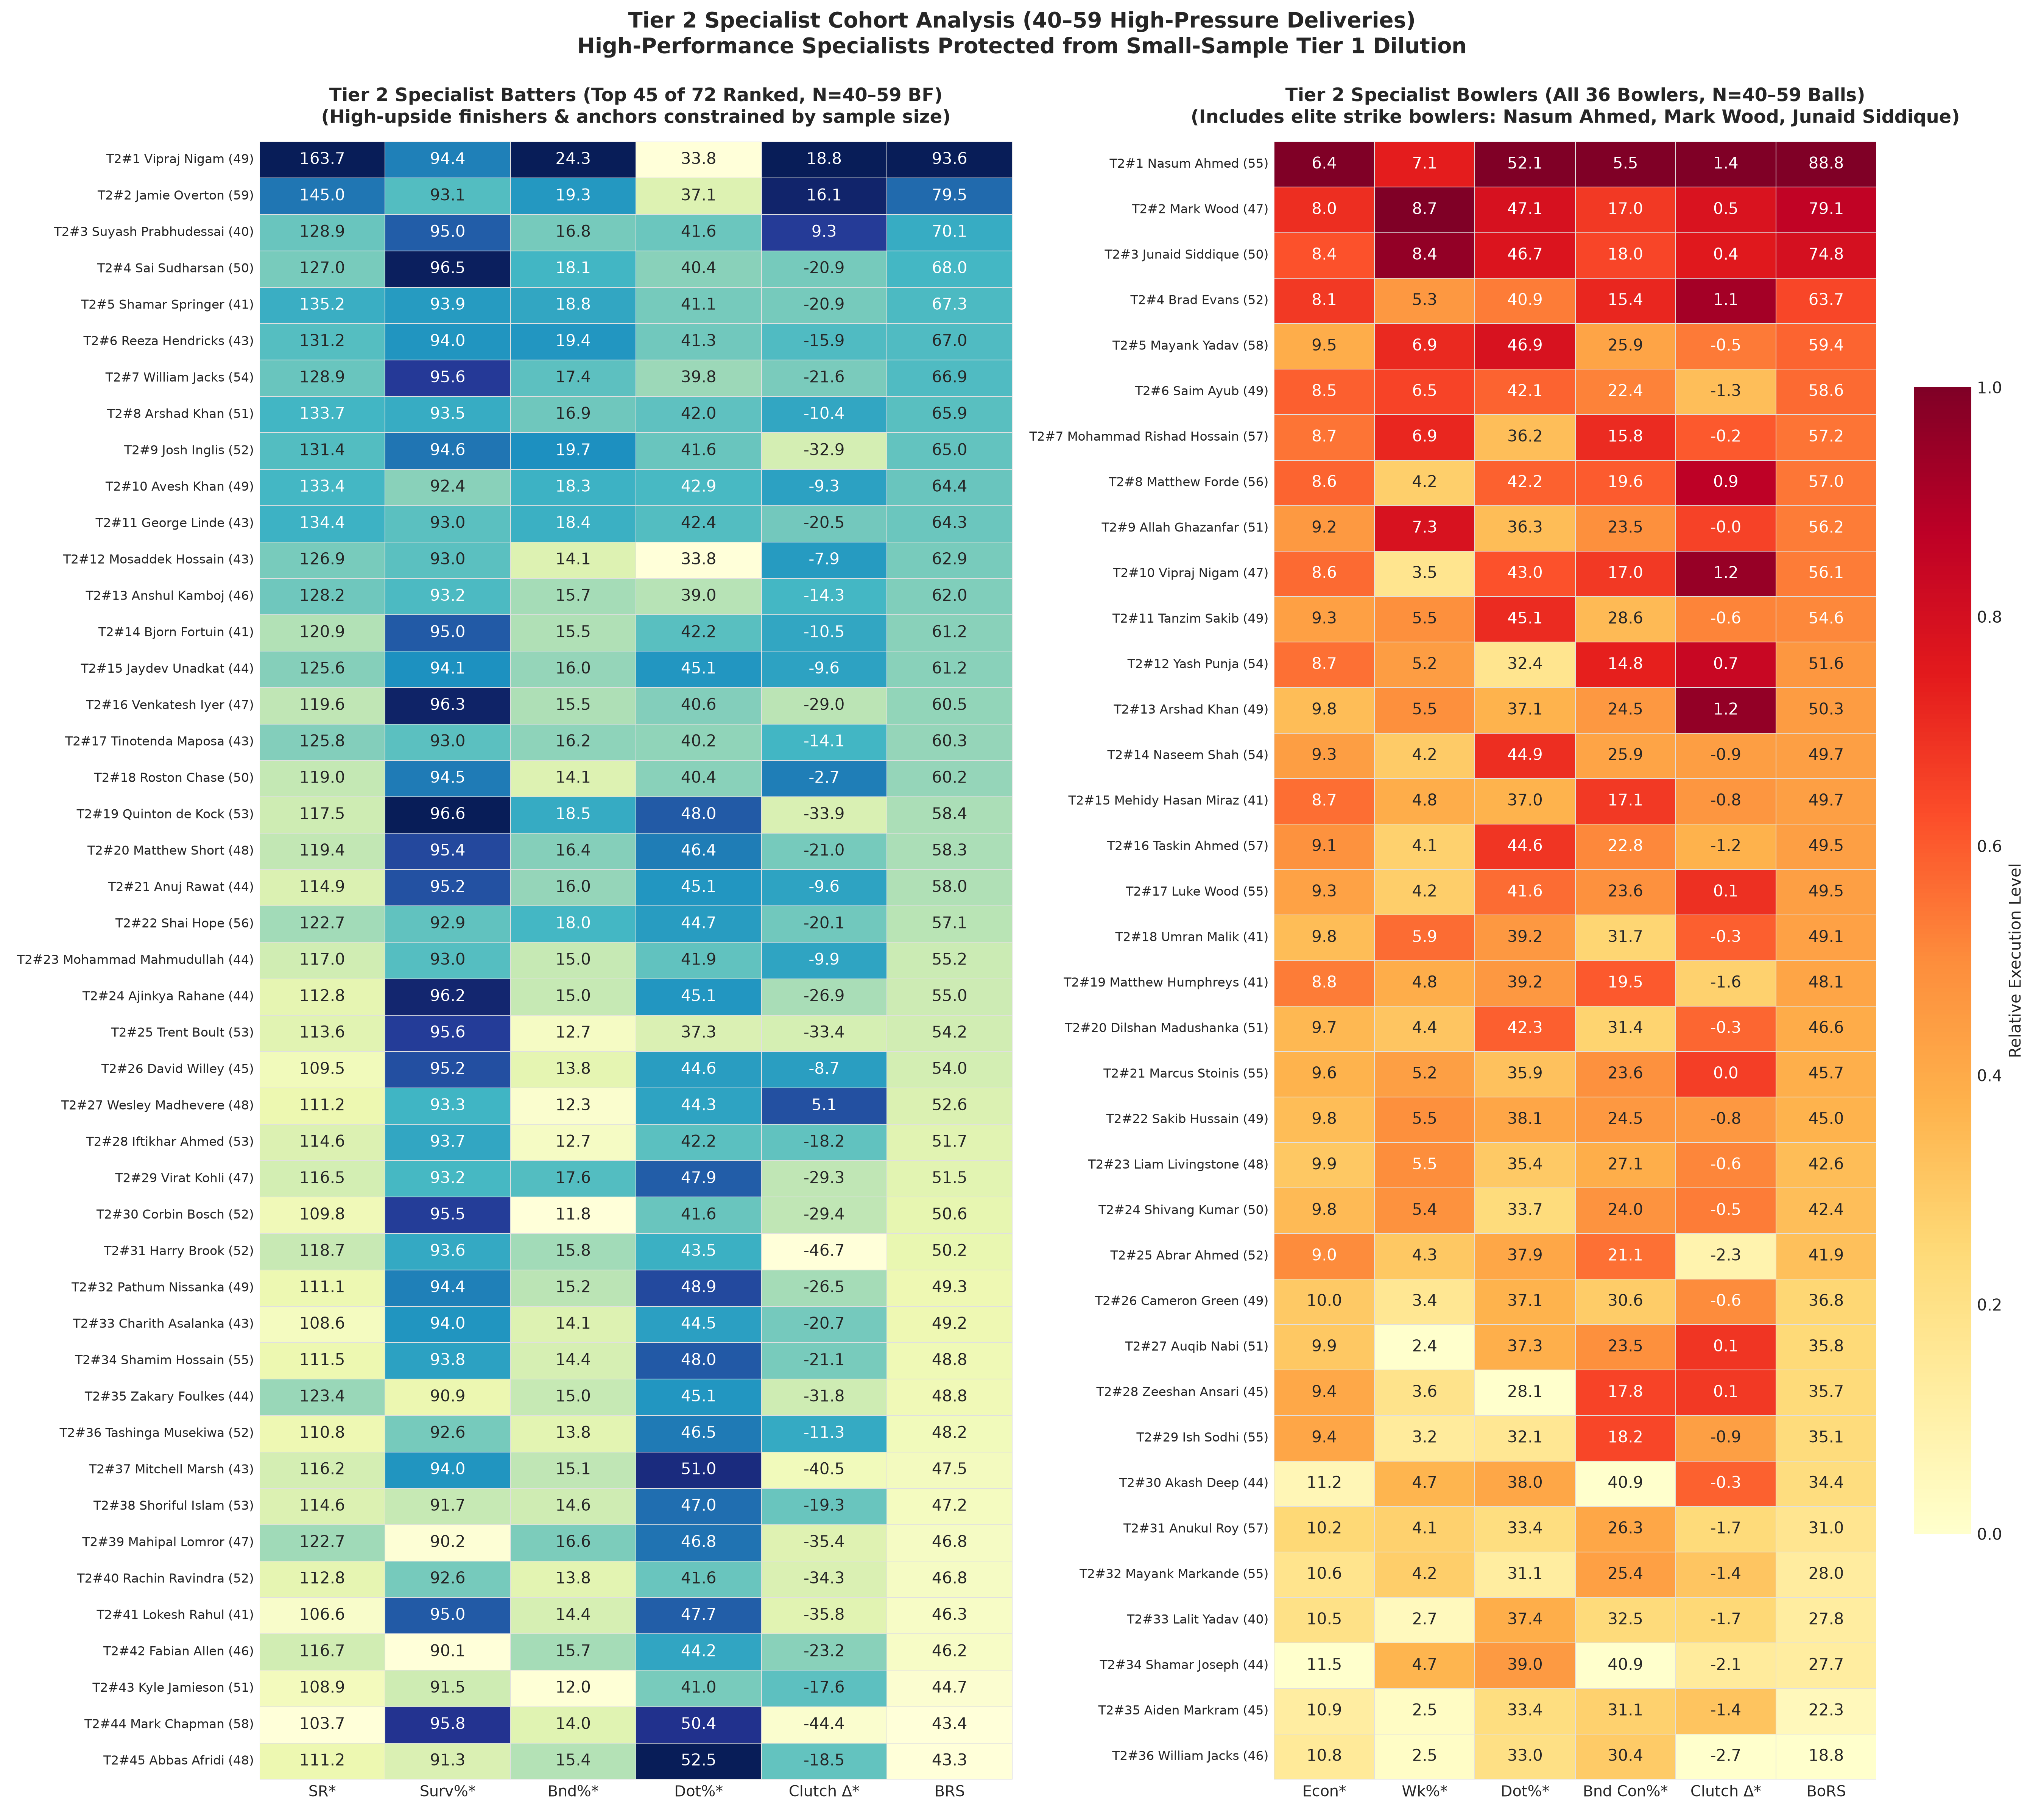 Tier 2 Specialist Cohort Analysis (40–59 High-Pressure Deliveries)
High-Performance Specialists Protected from Small-Sample Tier 1 Dilution
Tier 2 Specialist Batters (Top 45 of 72 Ranked, N=40–59 BF)
(High-upside finishers & anchors constrained by sample size)
T2#1 Vipraj Nigam (49) 163.7 94.4 24.3 33.8 18.8 93.6
T2#2 Jamie Overton (59) 145.0 93.1 19.3 37.1 16.1 79.5
T2#3 Suyash Prabhudessai (40) 128.9 95.0 16.8 41.6 9.3 70.1
T2#4 Sai Sudharsan (50) 127.0 96.5 18.1 40.4 -20.9 68.0
T2#5 Shamar Springer (41) 135.2 93.9 18.8 41.1 -20.9 67.3
T2#6 Reeza Hendricks (43) 131.2 94.0 19.4 41.3 -15.9 67.0
T2#7 William Jacks (54) 128.9 95.6 17.4 39.8 -21.6 66.9
T2#8 Arshad Khan (51) 133.7 93.5 16.9 42.0 -10.4 65.9
T2#9 Josh Inglis (52) 131.4 94.6 19.7 41.6 -32.9 65.0
T2#10 Avesh Khan (49) 133.4 92.4 18.3 42.9 -9.3 64.4
T2#11 George Linde (43) 134.4 93.0 18.4 42.4 -20.5 64.3
T2#12 Mosaddek Hossain (43) 126.9 93.0 14.1 33.8 -7.9 62.9
T2#13 Anshul Kamboj (46) 128.2 93.2 15.7 39.0 -14.3 62.0
T2#14 Bjorn Fortuin (41) 120.9 95.0 15.5 42.2 -10.5 61.2
T2#15 Jaydev Unadkat (44) 125.6 94.1 16.0 45.1 -9.6 61.2
T2#16 Venkatesh Iyer (47) 119.6 96.3 15.5 40.6 -29.0 60.5
T2#17 Tinotenda Maposa (43) 125.8 93.0 16.2 40.2 -14.1 60.3
T2#18 Roston Chase (50) 119.0 94.5 14.1 40.4 -2.7 60.2
T2#19 Quinton de Kock (53) 117.5 96.6 18.5 48.0 -33.9 58.4
T2#20 Matthew Short (48) 119.4 95.4 16.4 46.4 -21.0 58.3
T2#21 Anuj Rawat (44) 114.9 95.2 16.0 45.1 -9.6 58.0
T2#22 Shai Hope (56) 122.7 92.9 18.0 44.7 -20.1 57.1
T2#23 Mohammad Mahmudullah (44) 117.0 93.0 15.0 41.9 -9.9 55.2
T2#24 Ajinkya Rahane (44) 112.8 96.2 15.0 45.1 -26.9 55.0
T2#25 Trent Boult (53) 113.6 95.6 12.7 37.3 -33.4 54.2
T2#26 David Willey (45) 109.5 95.2 13.8 44.6 -8.7 54.0
T2#27 Wesley Madhevere (48) 111.2 93.3 12.3 44.3 5.1 52.6
T2#28 Iftikhar Ahmed (53) 114.6 93.7 12.7 42.2 -18.2 51.7
T2#29 Virat Kohli (47) 116.5 93.2 17.6 47.9 -29.3 51.5
T2#30 Corbin Bosch (52) 109.8 95.5 11.8 41.6 -29.4 50.6
T2#31 Harry Brook (52) 118.7 93.6 15.8 43.5 -46.7 50.2
T2#32 Pathum Nissanka (49) 111.1 94.4 15.2 48.9 -26.5 49.3
T2#33 Charith Asalanka (43) 108.6 94.0 14.1 44.5 -20.7 49.2
T2#34 Shamim Hossain (55) 111.5 93.8 14.4 48.0 -21.1 48.8
T2#35 Zakary Foulkes (44) 123.4 90.9 15.0 45.1 -31.8 48.8
T2#36 Tashinga Musekiwa (52) 110.8 92.6 13.8 46.5 -11.3 48.2
T2#37 Mitchell Marsh (43) 116.2 94.0 15.1 51.0 -40.5 47.5
T2#38 Shoriful Islam (53) 114.6 91.7 14.6 47.0 -19.3 47.2
T2#39 Mahipal Lomror (47) 122.7 90.2 16.6 46.8 -35.4 46.8
T2#40 Rachin Ravindra (52) 112.8 92.6 13.8 41.6 -34.3 46.8
T2#41 Lokesh Rahul (41) 106.6 95.0 14.4 47.7 -35.8 46.3
T2#42 Fabian Allen (46) 116.7 90.1 15.7 44.2 -23.2 46.2
T2#43 Kyle Jamieson (51) 108.9 91.5 12.0 41.0 -17.6 44.7
T2#44 Mark Chapman (58) 103.7 95.8 14.0 50.4 -44.4 43.4
T2#45 Abbas Afridi (48) 111.2 91.3 15.4 52.5 -18.5 43.3
SR* Surv%* Bnd%* Dot%* Clutch Δ* BRS
Tier 2 Specialist Bowlers (All 36 Bowlers, N=40–59 Balls)
(Includes elite strike bowlers: Nasum Ahmed, Mark Wood, Junaid Siddique)
T2#1 Nasum Ahmed (55) 6.4 7.1 52.1 5.5 1.4 88.8
T2#2 Mark Wood (47) 8.0 8.7 47.1 17.0 0.5 79.1
T2#3 Junaid Siddique (50) 8.4 8.4 46.7 18.0 0.4 74.8
T2#4 Brad Evans (52) 8.1 5.3 40.9 15.4 1.1 63.7
T2#5 Mayank Yadav (58) 9.5 6.9 46.9 25.9 -0.5 59.4
T2#6 Saim Ayub (49) 8.5 6.5 42.1 22.4 -1.3 58.6
T2#7 Mohammad Rishad Hossain (57) 8.7 6.9 36.2 15.8 -0.2 57.2
T2#8 Matthew Forde (56) 8.6 4.2 42.2 19.6 0.9 57.0
T2#9 Allah Ghazanfar (51) 9.2 7.3 36.3 23.5 -0.0 56.2
T2#10 Vipraj Nigam (47) 8.6 3.5 43.0 17.0 1.2 56.1
T2#11 Tanzim Sakib (49) 9.3 5.5 45.1 28.6 -0.6 54.6
T2#12 Yash Punja (54) 8.7 5.2 32.4 14.8 0.7 51.6
T2#13 Arshad Khan (49) 9.8 5.5 37.1 24.5 1.2 50.3
T2#14 Naseem Shah (54) 9.3 4.2 44.9 25.9 -0.9 49.7
T2#15 Mehidy Hasan Miraz (41) 8.7 4.8 37.0 17.1 -0.8 49.7
T2#16 Taskin Ahmed (57) 9.1 4.1 44.6 22.8 -1.2 49.5
T2#17 Luke Wood (55) 9.3 4.2 41.6 23.6 0.1 49.5
T2#18 Umran Malik (41) 9.8 5.9 39.2 31.7 -0.3 49.1
T2#19 Matthew Humphreys (41) 8.8 4.8 39.2 19.5 -1.6 48.1
T2#20 Dilshan Madushanka (51) 9.7 4.4 42.3 31.4 -0.3 46.6
T2#21 Marcus Stoinis (55) 9.6 5.2 35.9 23.6 0.0 45.7
T2#22 Sakib Hussain (49) 9.8 5.5 38.1 24.5 -0.8 45.0
T2#23 Liam Livingstone (48) 9.9 5.5 35.4 27.1 -0.6 42.6
T2#24 Shivang Kumar (50) 9.8 5.4 33.7 24.0 -0.5 42.4
T2#25 Abrar Ahmed (52) 9.0 4.3 37.9 21.1 -2.3 41.9
T2#26 Cameron Green (49) 10.0 3.4 37.1 30.6 -0.6 36.8
T2#27 Auqib Nabi (51) 9.9 2.4 37.3 23.5 0.1 35.8
T2#28 Zeeshan Ansari (45) 9.4 3.6 28.1 17.8 0.1 35.7
T2#29 Ish Sodhi (55) 9.4 3.2 32.1 18.2 -0.9 35.1
T2#30 Akash Deep (44) 11.2 4.7 38.0 40.9 -0.3 34.4
T2#31 Anukul Roy (57) 10.2 4.1 33.4 26.3 -1.7 31.0
T2#32 Mayank Markande (55) 10.6 4.2 31.1 25.4 -1.4 28.0
T2#33 Lalit Yadav (40) 10.5 2.7 37.4 32.5 -1.7 27.8
T2#34 Shamar Joseph (44) 11.5 4.7 39.0 40.9 -2.1 27.7
T2#35 Aiden Markram (45) 10.9 2.5 33.4 31.1 -1.4 22.3
T2#36 William Jacks (46) 10.8 2.5 33.0 30.4 -2.7 18.8
Econ* Wk%* Dot%* Bnd Con%* Clutch Δ* BoRS
1.0
0.8
0.6
0.4
0.2
0.0
Relative Execution Level